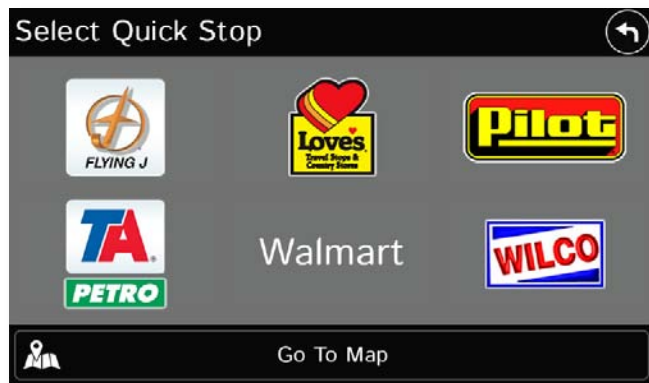 Select Quick Stop
FLYING J
Loves
Travel Stops &
Country Stores
Pilot
TA.
PETRO
Walmart
WILCO
Go To Map